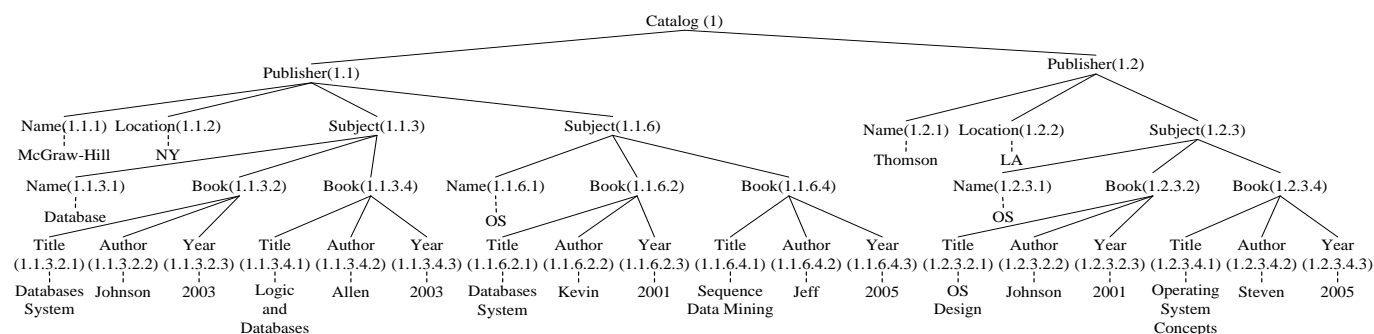 Catalog (1)
Publisher(1.1)
Publisher(1.2)
Name(1.1.1) Location(1.1.2) Subject(1.1.3) Subject(1.1.6) Name(1.2.1) Location(1.2.2) Subject(1.2.3)
McGraw-Hill NY Thomson LA
Name(1.1.3.1) Book(1.1.3.2) Book(1.1.3.4) Name(1.1.6.1) Book(1.1.6.2) Book(1.1.6.4) Name(1.2.3.1) Book(1.2.3.2) Book(1.2.3.4)
Database OS OS
Title Author Year Title Author Year Title Author Year Title Author Year Title Author Year Title Author Year
(1.1.3.2.1) (1.1.3.2.2) (1.1.3.2.3) (1.1.3.4.1) (1.1.3.4.2) (1.1.3.4.3) (1.1.6.2.1) (1.1.6.2.2) (1.1.6.2.3) (1.1.6.4.1) (1.1.6.4.2) (1.1.6.4.3) (1.2.3.2.1) (1.2.3.2.2) (1.2.3.2.3) (1.2.3.4.1) (1.2.3.4.2) (1.2.3.4.3)
Databases Johnson 2003 Logic Allen 2003 Databases Kevin 2001 Sequence Jeff 2005 OS Johnson 2001 Operating Steven 2005
System and System Data Mining Design System
Databases Concepts